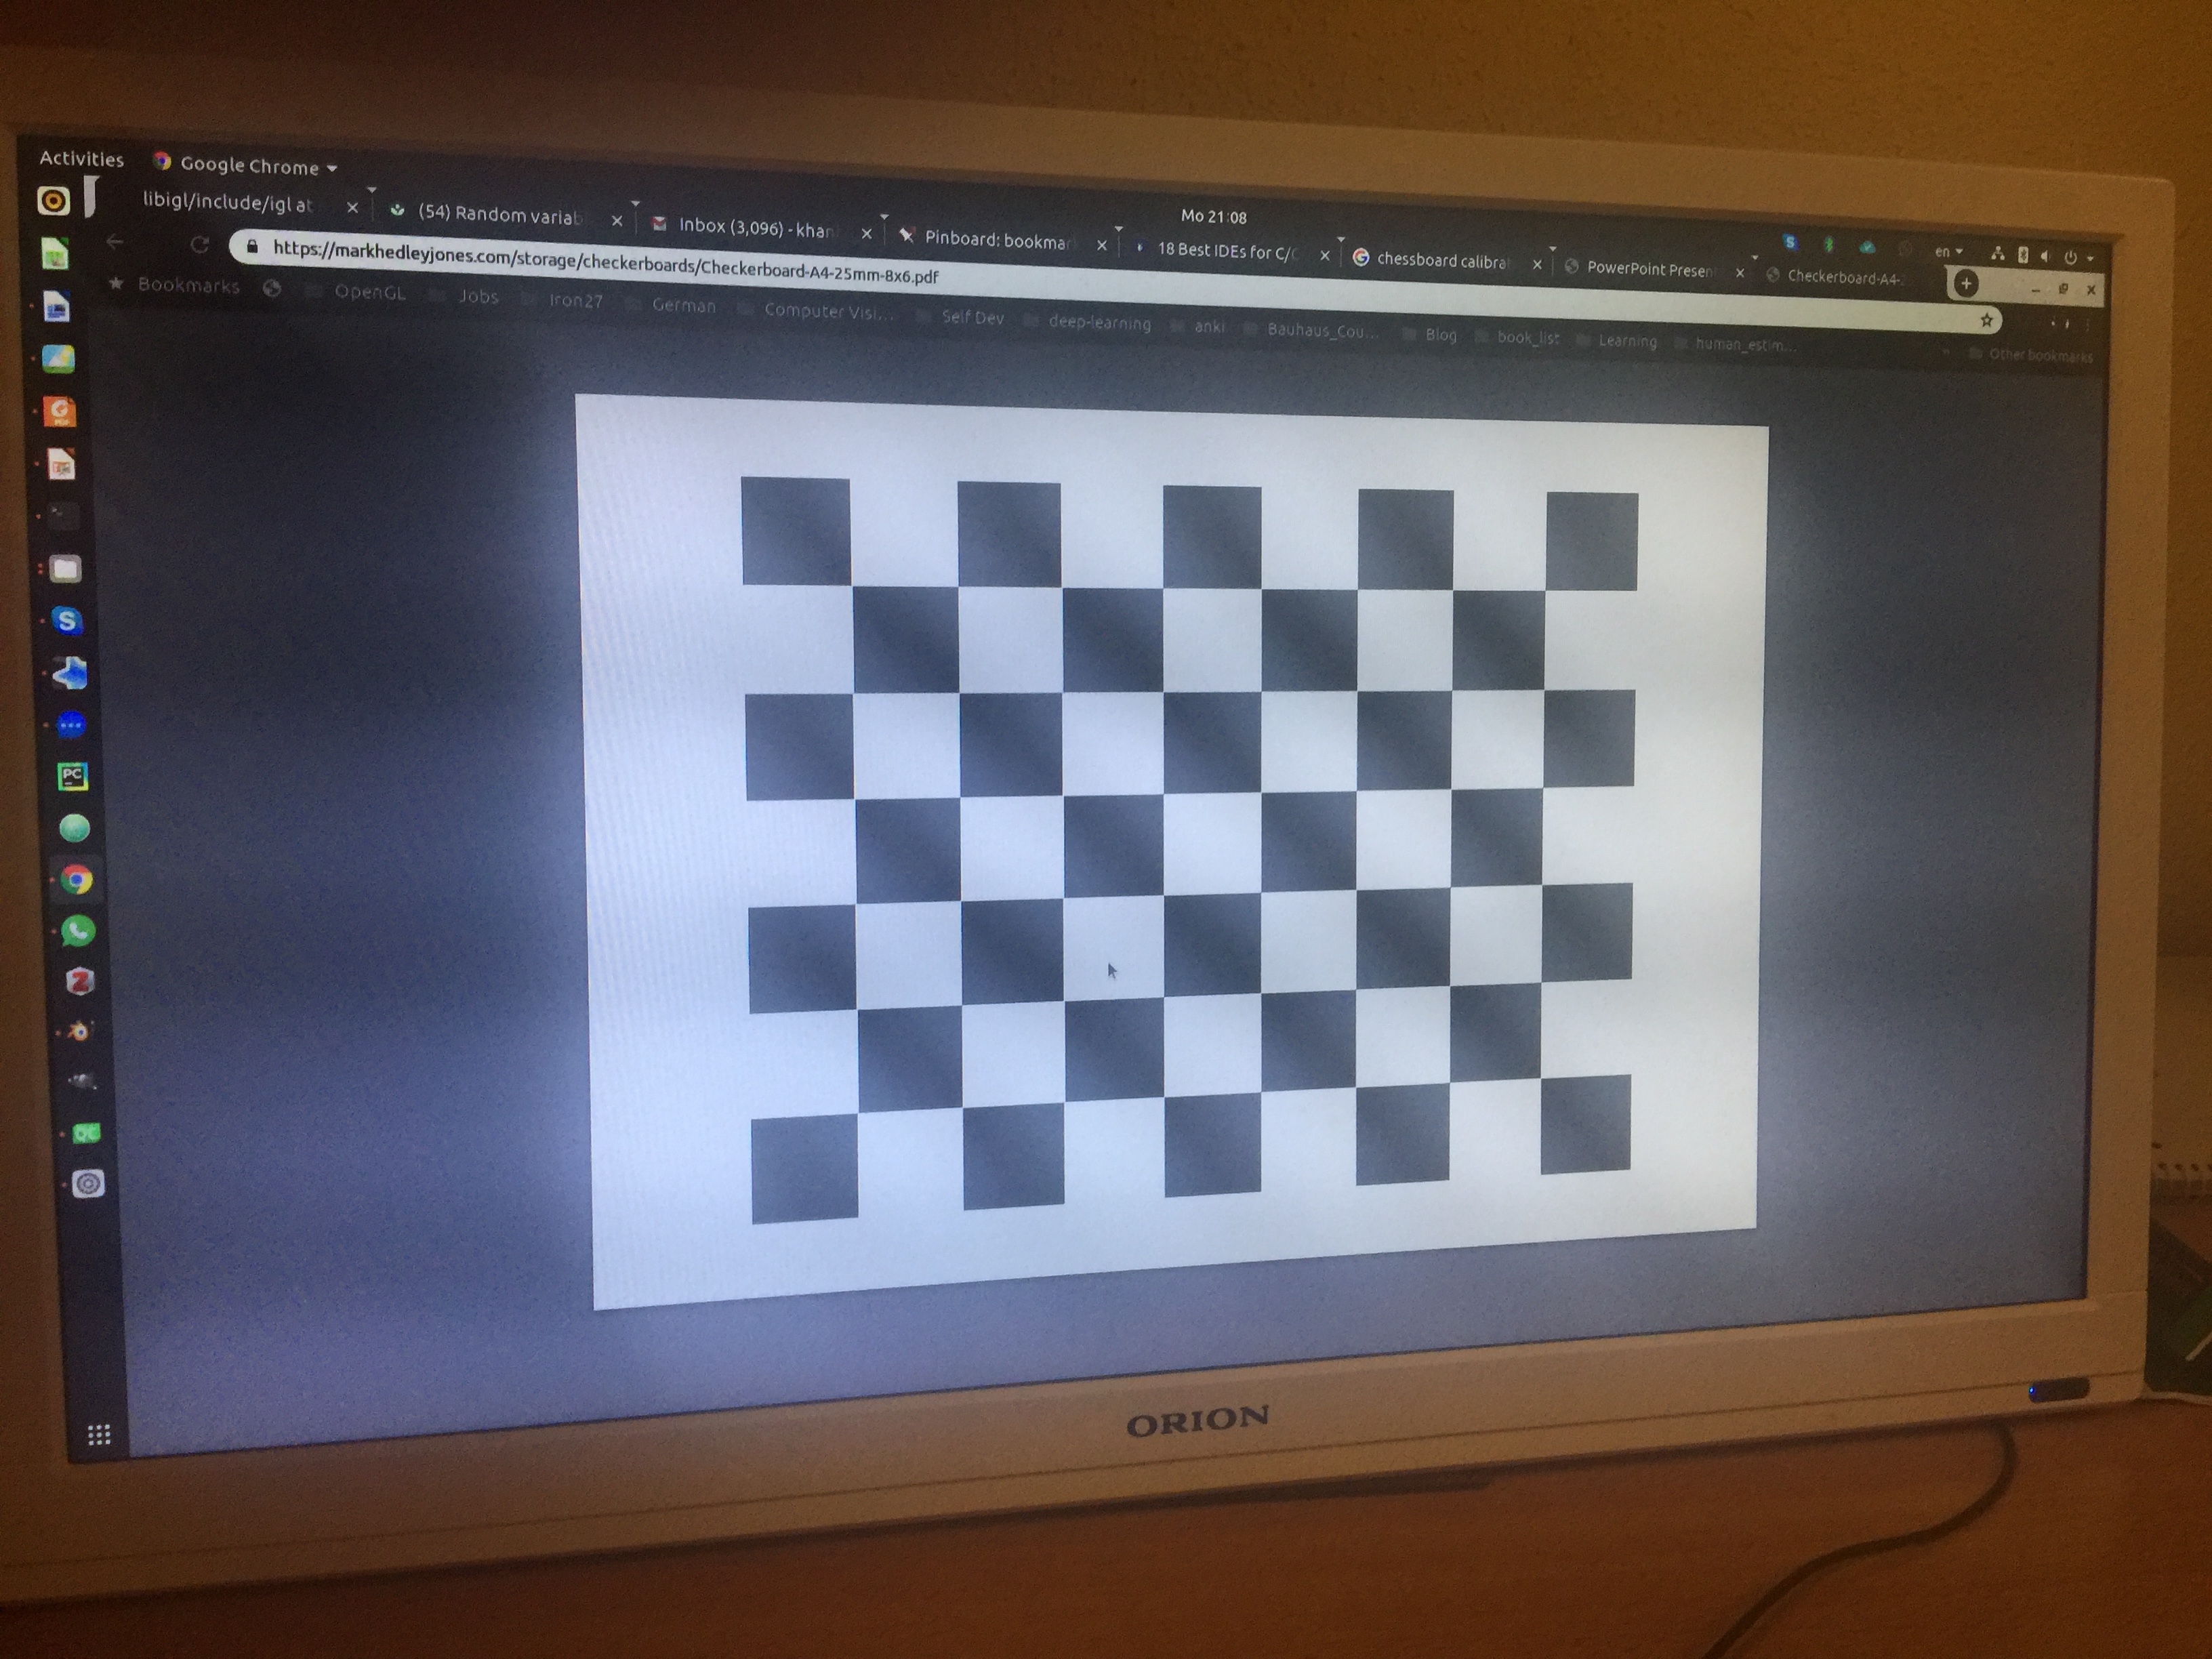 Activities Google Chrome
Mo 21:08
en
libigl/include/igl at
(54) Random variab
Inbox (3,096) - khan
Pinboard: bookmar
18 Best IDEs for C/C
chessboard calibra
PowerPoint Presen
Checkerboard-A4-
https://markhedleyjones.com/storage/checkerboards/Checkerboard-A4-25mm-8x6.pdf
Bookmarks OpenGL Jobs Iron27 German Computer Visi... Self Dev deep-learning anki Bauhaus_Cou... Blog book_list Learning human_estim... Other bookmarks
S
PC
Z
QC
ORION